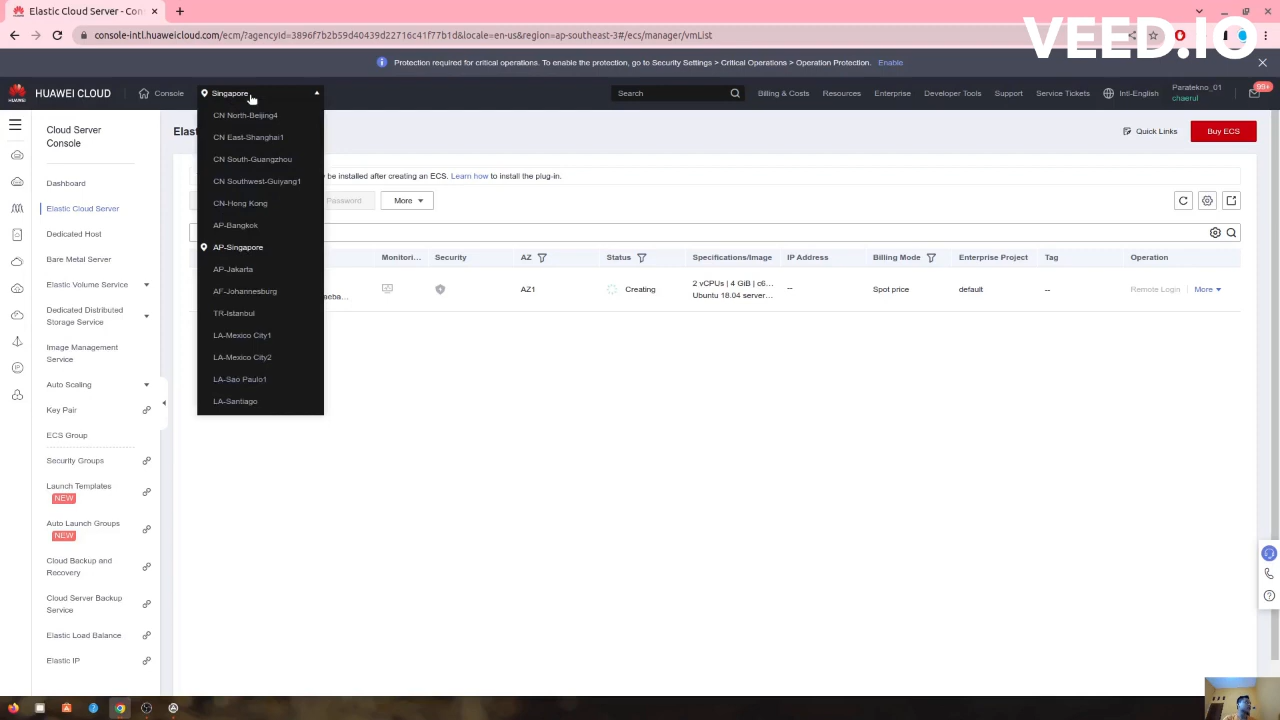 Elastic Cloud Server - Con
VEED.IO
console-intl.huaweicloud.com/ecm/?agencyId=
locale=en-us&region=ap-southeast-3#/ecs/manager/vmList
Protection required for critical operations. To enable the protection, go to Security Settings > Critical Operations > Operation Protection. Enable
HUAWEI CLOUD
Console
Singapore
Search
Billing & Costs
Resources
Enterprise
Developer Tools
Support
Service Tickets
Intl-English
Paratekno_01
chaerul
99+
CN North-Beijing4
CN East-Shanghai1
CN South-Guangzhou
CN Southwest-Guiyang1
CN-Hong Kong
AP-Bangkok
AP-Singapore
AP-Jakarta
AF-Johannesburg
TR-Istanbul
LA-Mexico City1
LA-Mexico City2
LA-Sao Paulo1
LA-Santiago
Cloud Server
Console
Dashboard
Elastic Cloud Server
Dedicated Host
Bare Metal Server
Elastic Volume Service
Dedicated Distributed
Storage Service
Image Management
Service
Auto Scaling
Key Pair
ECS Group
Security Groups
Launch Templates
NEW
Auto Launch Groups
NEW
Cloud Backup and
Recovery
Cloud Server Backup
Service
Elastic Load Balance
Elastic IP
Elas
Quick Links
Buy ECS
be installed after creating an ECS. Learn how to install the plug-in.
Password
More
Monitori...
Security
AZ
Status
Specifications/Image
IP Address
Billing Mode
Enterprise Project
Tag
Operation
aeba...
AZ1
Creating
2 vCPUs | 4 GiB | c6...
Ubuntu 18.04 server...
--
Spot price
default
--
Remote Login
More